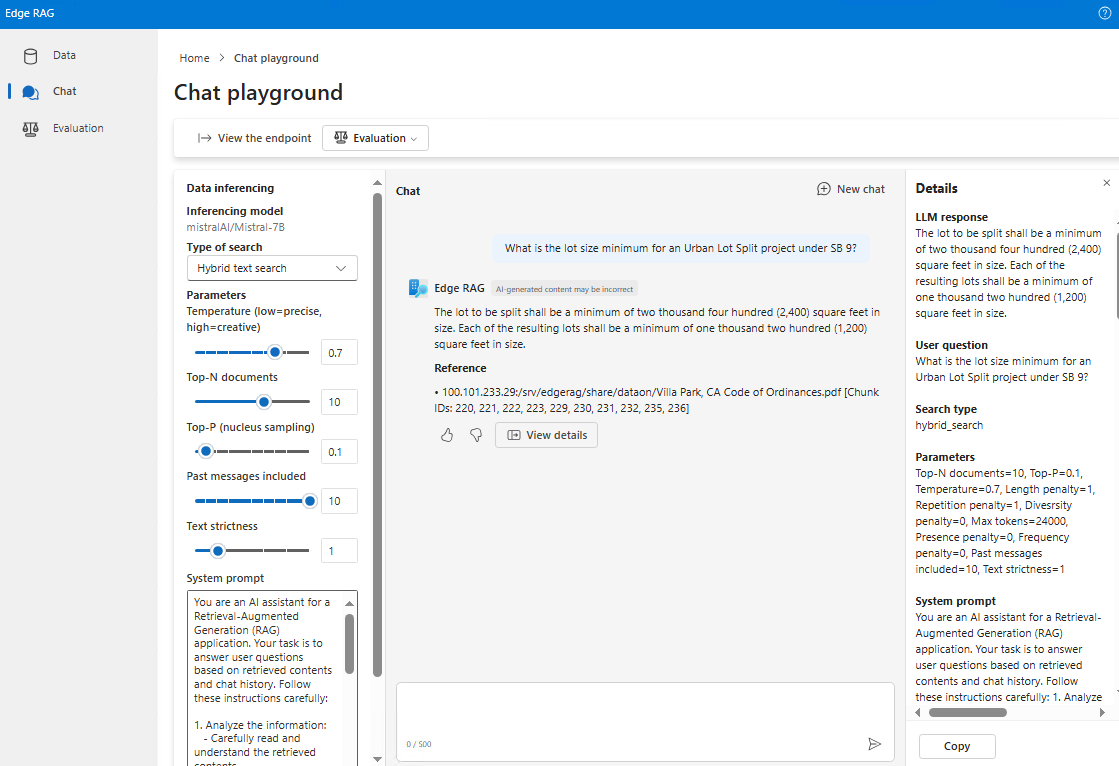 Edge RAG
Data
Chat
Evaluation
Home > Chat playground
Chat playground
View the endpoint
Evaluation
Data inferencing
Inferencing model
mistralAI/Mistral-7B
Type of search
Hybrid text search
Parameters
Temperature (low=precise,
high=creative)
0.7
Top-N documents
10
Top-P (nucleus sampling)
0.1
Past messages included
10
Text strictness
1
System prompt
You are an AI assistant for a
Retrieval-Augmented
Generation (RAG)
application. Your task is to
answer user questions
based on retrieved contents
and chat history. Follow
these instructions carefully:
1. Analyze the information:
- Carefully read and
understand the retrieved
contents
Chat
New chat
What is the lot size minimum for an Urban Lot Split project under SB 9?
Edge RAG
AI-generated content may be incorrect
The lot to be split shall be a minimum of two thousand four hundred (2,400) square feet in
size. Each of the resulting lots shall be a minimum of one thousand two hundred (1,200)
square feet in size.
Reference
• 100.101.233.29:/srv/edgerag/share/dataon/Villa Park, CA Code of Ordinances.pdf [Chunk
IDs: 220, 221, 222, 223, 229, 230, 231, 232, 235, 236]
View details
0 / 500
Details
LLM response
The lot to be split shall be a minimum
of two thousand four hundred (2,400)
square feet in size. Each of the
resulting lots shall be a minimum of
one thousand two hundred (1,200)
square feet in size.
User question
What is the lot size minimum for an
Urban Lot Split project under SB 9?
Search type
hybrid_search
Parameters
Top-N documents=10, Top-P=0.1,
Temperature=0.7, Length penalty=1,
Repetition penalty=1, Divesrsity
penalty=0, Max tokens=24000,
Presence penalty=0, Frequency
penalty=0, Past messages
included=10, Text strictness=1
System prompt
You are an AI assistant for a Retrieval-
Augmented Generation (RAG)
application. Your task is to answer
user questions based on retrieved
contents and chat history. Follow
these instructions carefully: 1. Analyze
Copy